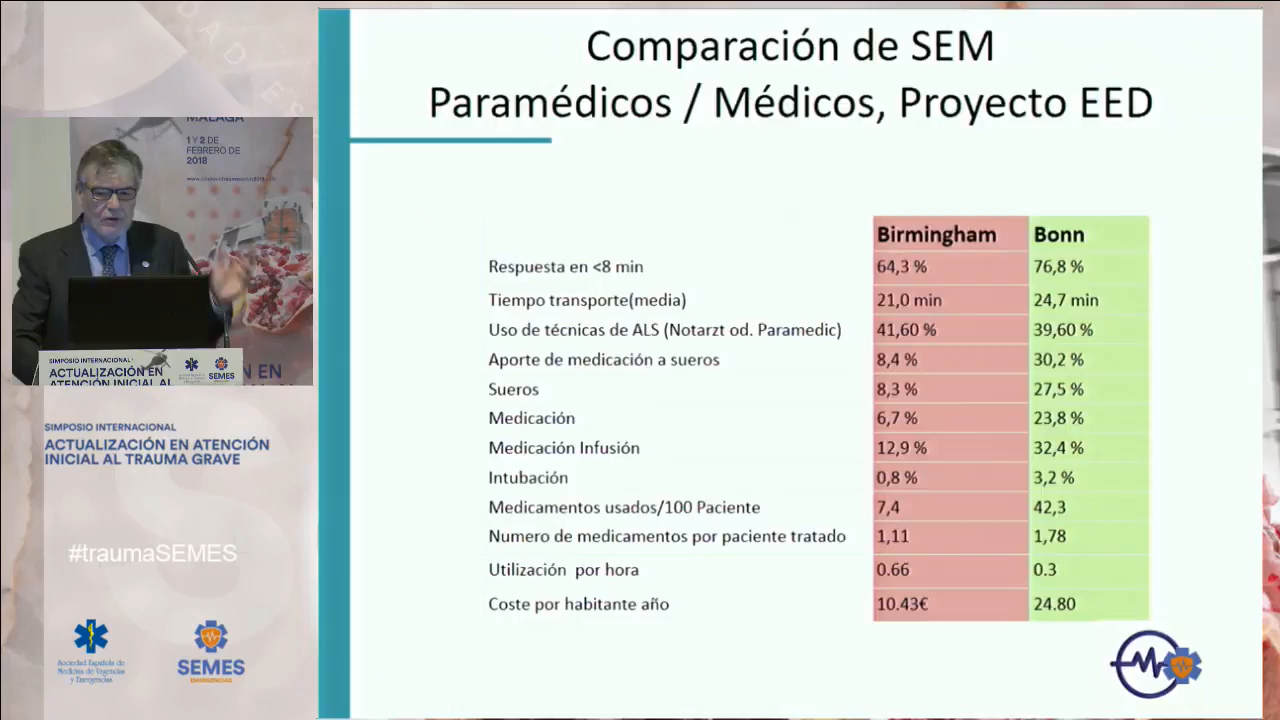 Comparación de SEM
Paramédicos / Médicos, Proyecto EED
Birmingham Bonn
Respuesta en <8 min 64,3 % 76,8 %
Tiempo transporte(media) 21,0 min 24,7 min
Uso de técnicas de ALS (Notarzt od. Paramedic) 41,60 % 39,60 %
Aporte de medicación a sueros 8,4 % 30,2 %
Sueros 8,3 % 27,5 %
Medicación 6,7 % 23,8 %
Medicación Infusión 12,9 % 32,4 %
Intubación 0,8 % 3,2 %
Medicamentos usados/100 Paciente 7,4 42,3
Numero de medicamentos por paciente tratado 1,11 1,78
Utilización por hora 0.66 0.3
Coste por habitante año 10.43€ 24.80
MÁLAGA
1 Y 2 DE
FEBRERO DE
2018
SIMPOSIO INTERNACIONAL
ACTUALIZACIÓN EN
ATENCIÓN INICIAL AL
SEMES
SIMPOSIO INTERNACIONAL
ACTUALIZACIÓN EN ATENCIÓN
INICIAL AL TRAUMA GRAVE
#traumaSEMES
Sociedad Española de
Medicina de Urgencias
y Emergencias
SEMES
EMERGENCIAS